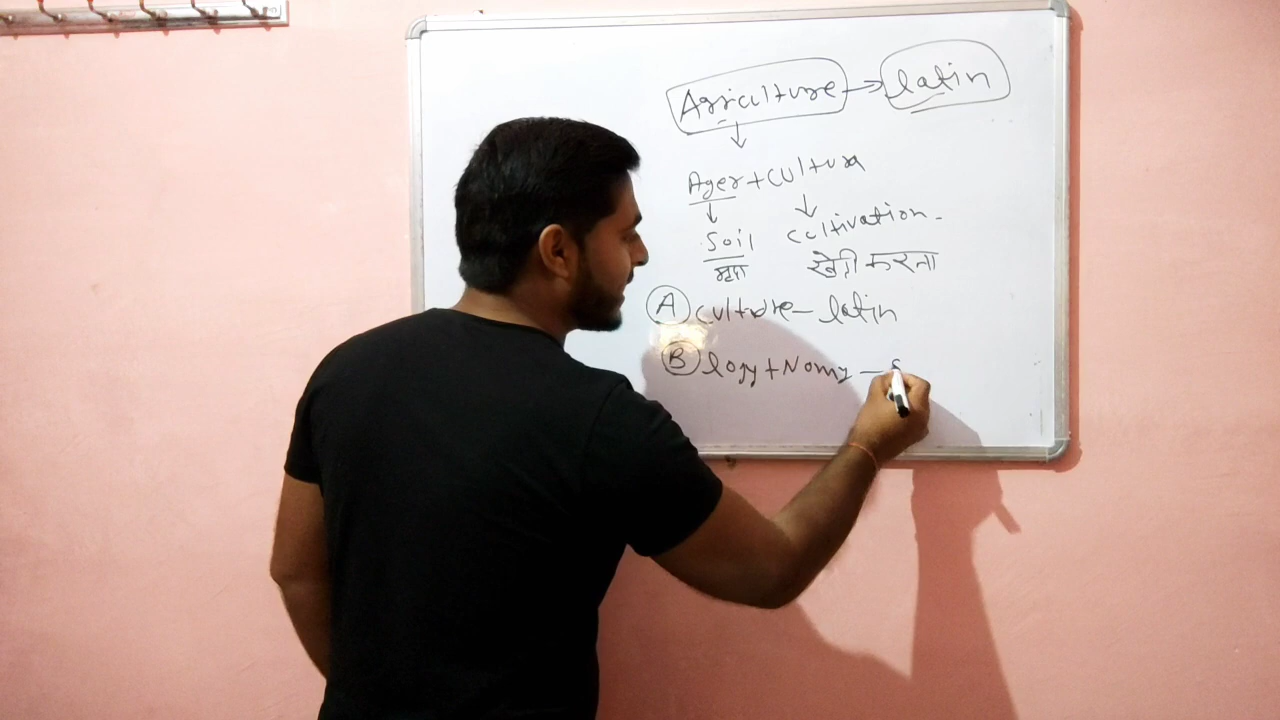 Agriculture → latin
↓
Ager + cultura
↓ ↓
Soil cultivation -
मृदा खेती करना
(A) culture - latin
(B) logy + Nomy -